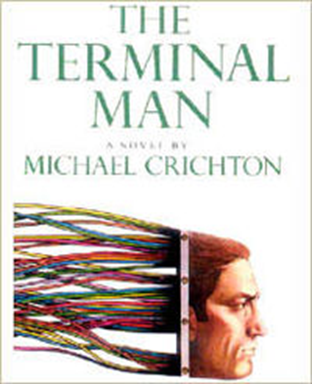 THE
TERMINAL
MAN
A NOVEL BY
MICHAEL CRICHTON